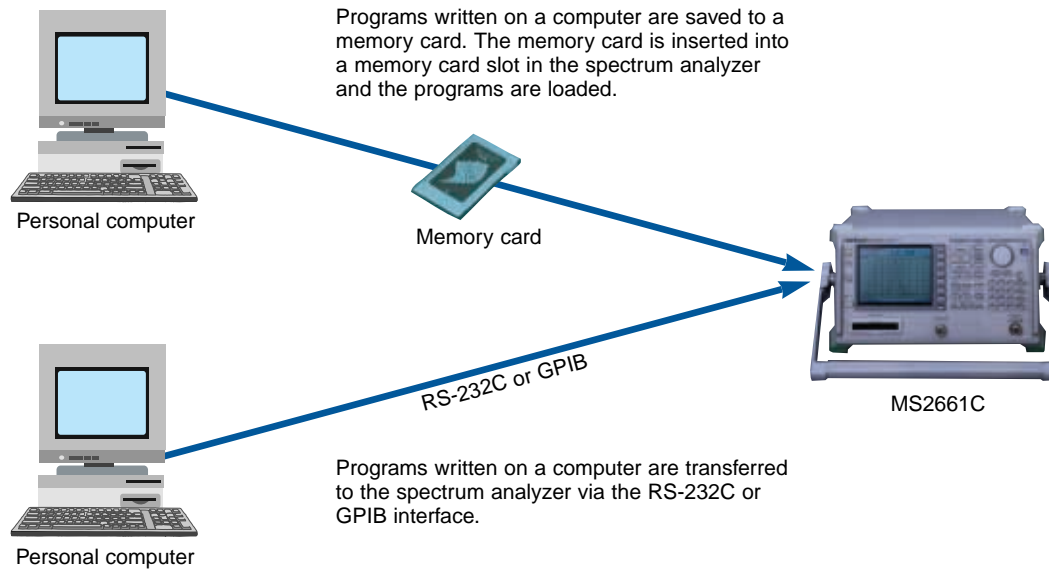 Programs written on a computer are saved to a
memory card. The memory card is inserted into
a memory card slot in the spectrum analyzer
and the programs are loaded.
Personal computer
Memory card
RS-232C or GPIB
MS2661C
Programs written on a computer are transferred
to the spectrum analyzer via the RS-232C or
GPIB interface.
Personal computer